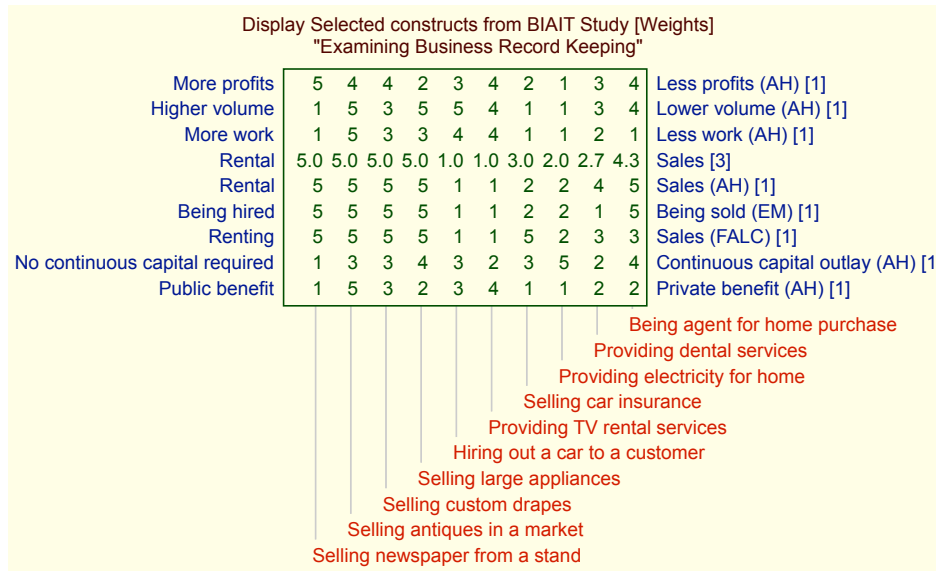 Display Selected constructs from BIAIT Study [Weights]
"Examining Business Record Keeping"
More profits 5 4 4 2 3 4 2 1 3 4 Less profits (AH) [1]
Higher volume 1 5 3 5 5 4 1 1 3 4 Lower volume (AH) [1]
More work 1 5 3 3 4 4 1 1 2 1 Less work (AH) [1]
Rental 5.0 5.0 5.0 5.0 1.0 1.0 3.0 2.0 2.7 4.3 Sales [3]
Rental 5 5 5 5 1 1 2 2 4 5 Sales (AH) [1]
Being hired 5 5 5 5 1 1 2 2 1 5 Being sold (EM) [1]
Renting 5 5 5 5 1 1 5 2 3 3 Sales (FALC) [1]
No continuous capital required 1 3 3 4 3 2 3 5 2 4 Continuous capital outlay (AH) [1
Public benefit 1 5 3 2 3 4 1 1 2 2 Private benefit (AH) [1]
Being agent for home purchase
Providing dental services
Providing electricity for home
Selling car insurance
Providing TV rental services
Hiring out a car to a customer
Selling large appliances
Selling custom drapes
Selling antiques in a market
Selling newspaper from a stand